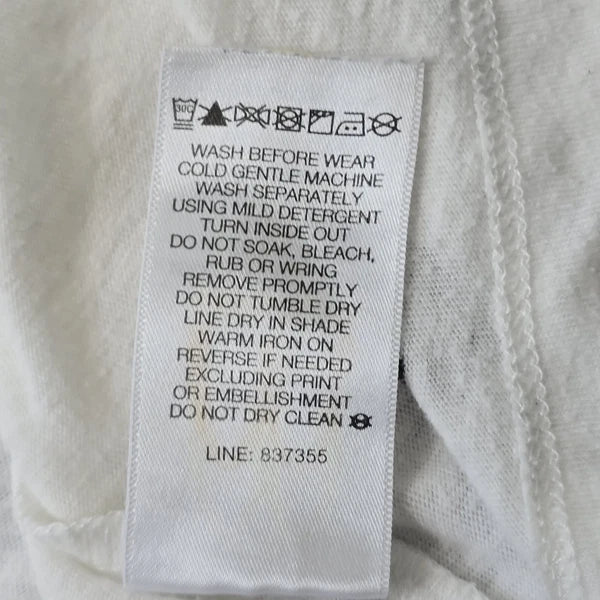 30C
WASH BEFORE WEAR
COLD GENTLE MACHINE
WASH SEPARATELY
USING MILD DETERGENT
TURN INSIDE OUT
DO NOT SOAK, BLEACH,
RUB OR WRING
REMOVE PROMPTLY
DO NOT TUMBLE DRY
LINE DRY IN SHADE
WARM IRON ON
REVERSE IF NEEDED
EXCLUDING PRINT
OR EMBELLISHMENT
DO NOT DRY CLEAN
LINE: 837355